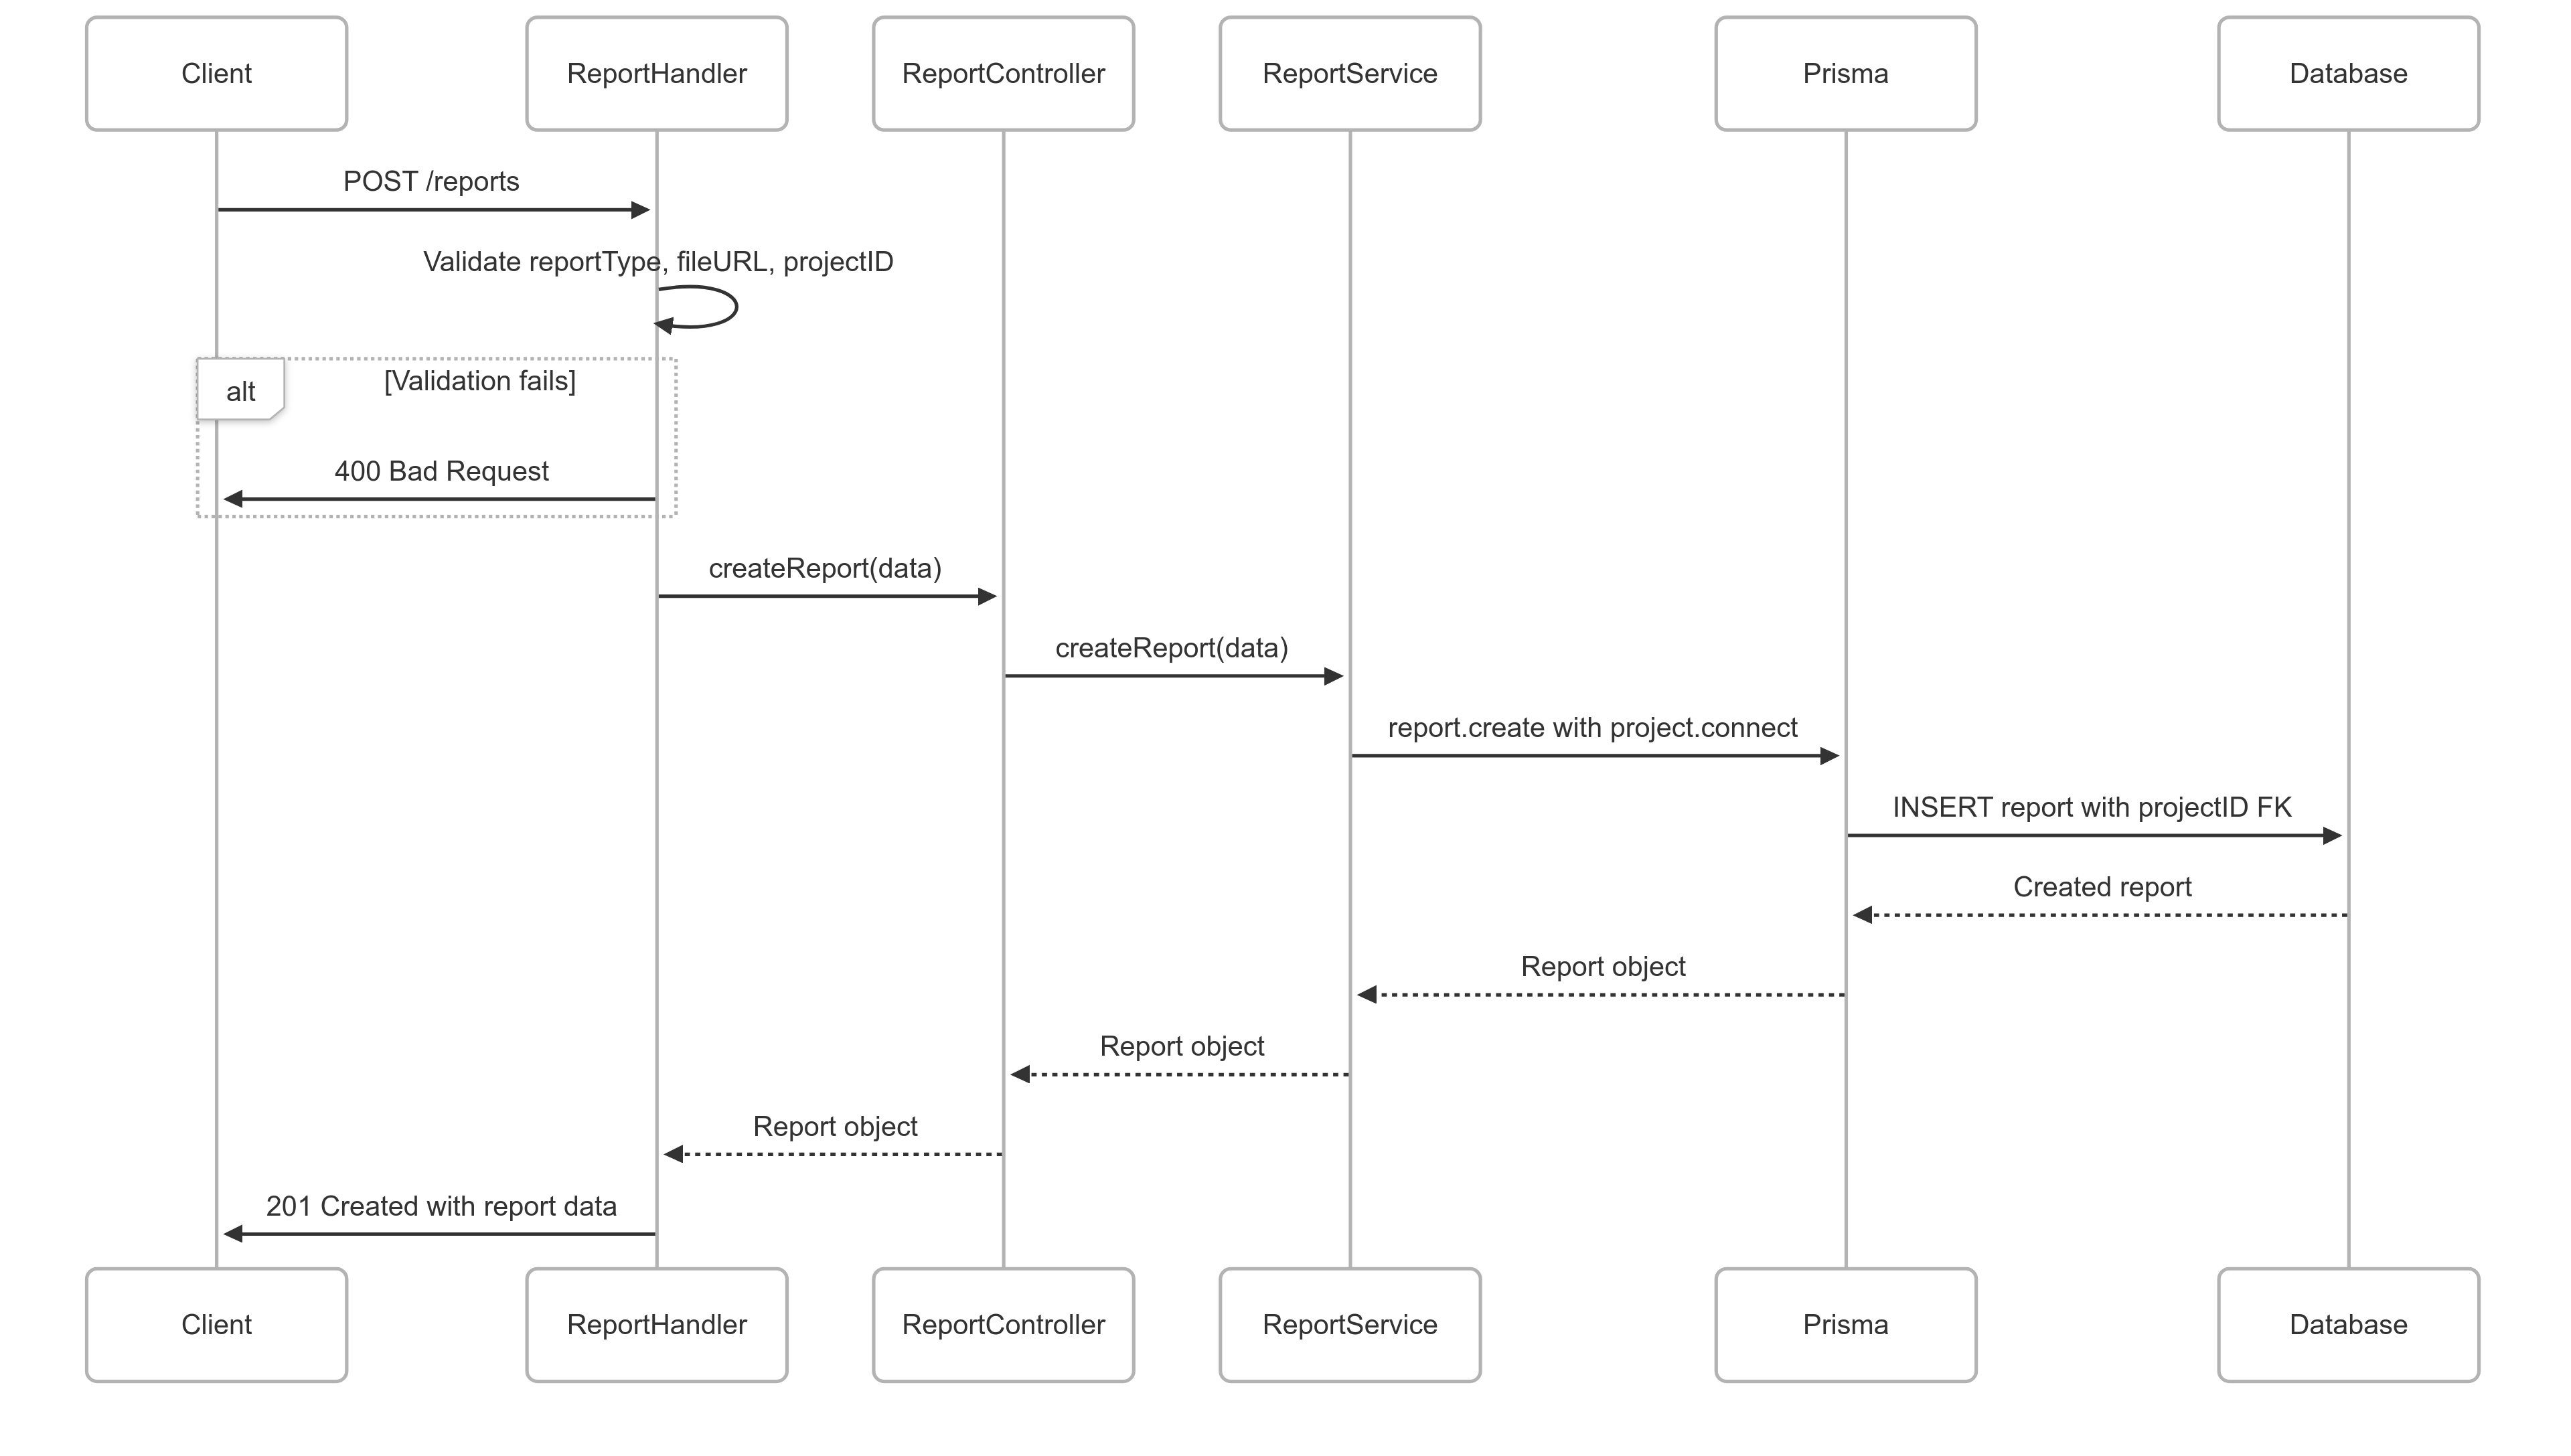 Client
ReportHandler
ReportController
ReportService
Prisma
Database
POST /reports
Validate reportType, fileURL, projectID
alt
[Validation fails]
400 Bad Request
createReport(data)
createReport(data)
report.create with project.connect
INSERT report with projectID FK
Created report
Report object
Report object
Report object
201 Created with report data
Client
ReportHandler
ReportController
ReportService
Prisma
Database